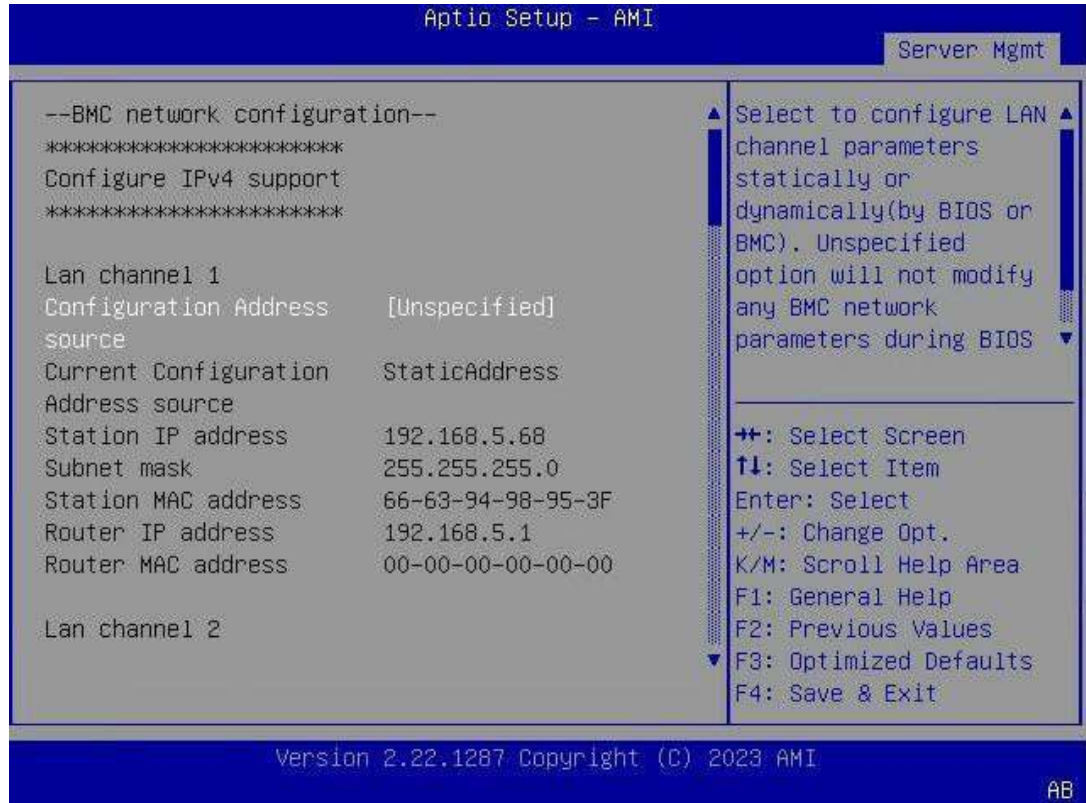 Aptio Setup – AMI
Server Mgmt
--BMC network configuration--
**********************
Configure IPv4 support
**********************
Lan channel 1
Configuration Address [Unspecified]
source
Current Configuration StaticAddress
Address source
Station IP address 192.168.5.68
Subnet mask 255.255.255.0
Station MAC address 66-63-94-98-95-3F
Router IP address 192.168.5.1
Router MAC address 00-00-00-00-00-00
Lan channel 2
Select to configure LAN
channel parameters
statically or
dynamically(by BIOS or
BMC). Unspecified
option will not modify
any BMC network
parameters during BIOS
→←: Select Screen
↑↓: Select Item
Enter: Select
+/-: Change Opt.
K/M: Scroll Help Area
F1: General Help
F2: Previous Values
F3: Optimized Defaults
F4: Save & Exit
Version 2.22.1287 Copyright (C) 2023 AMI
AB